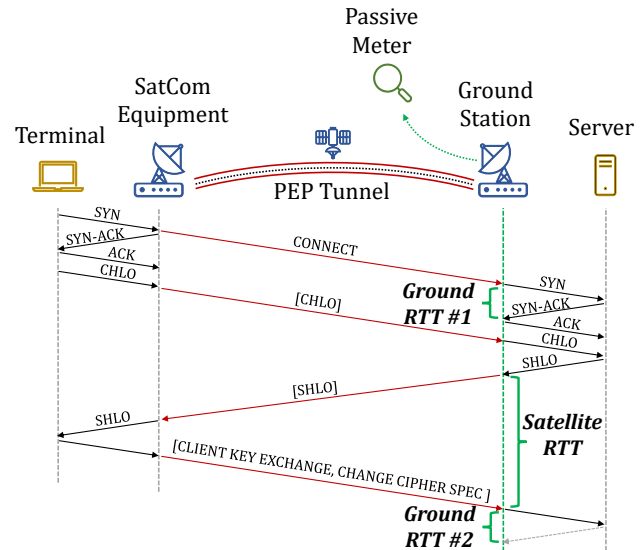 Passive
Meter
SatCom
Equipment
Ground
Station
Terminal
Server
PEP Tunnel
SYN
SYN-ACK
ACK
CHLO
CONNECT
SYN
Ground
RTT #1
SYN-ACK
[CHLO]
ACK
CHLO
SHLO
[SHLO]
SHLO
Satellite
RTT
[CLIENT KEY EXCHANGE, CHANGE CIPHER SPEC ]
Ground
RTT #2